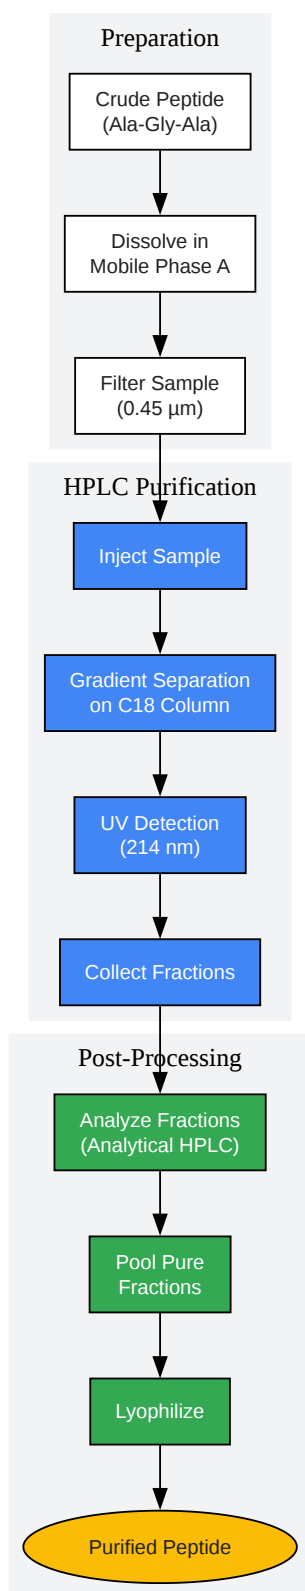 Preparation
Crude Peptide
(Ala-Gly-Ala)
Dissolve in
Mobile Phase A
Filter Sample
(0.45 µm)
HPLC Purification
Inject Sample
Gradient Separation
on C18 Column
UV Detection
(214 nm)
Collect Fractions
Post-Processing
Analyze Fractions
(Analytical HPLC)
Pool Pure
Fractions
Lyophilize
Purified Peptide